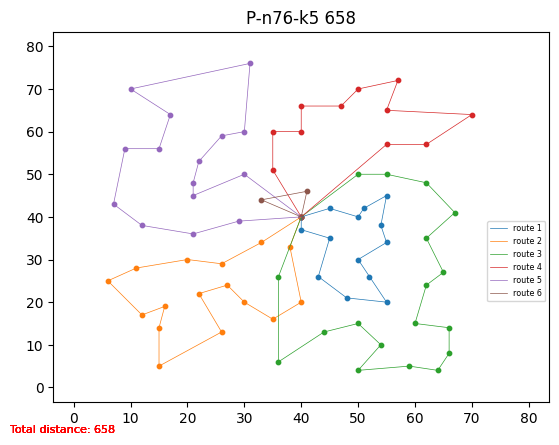 P-n76-k5 658
80
70
60
50
40
30
20
10
0
0 10 20 30 40 50 60 70 80
route 1
route 2
route 3
route 4
route 5
route 6
Total distance: 658